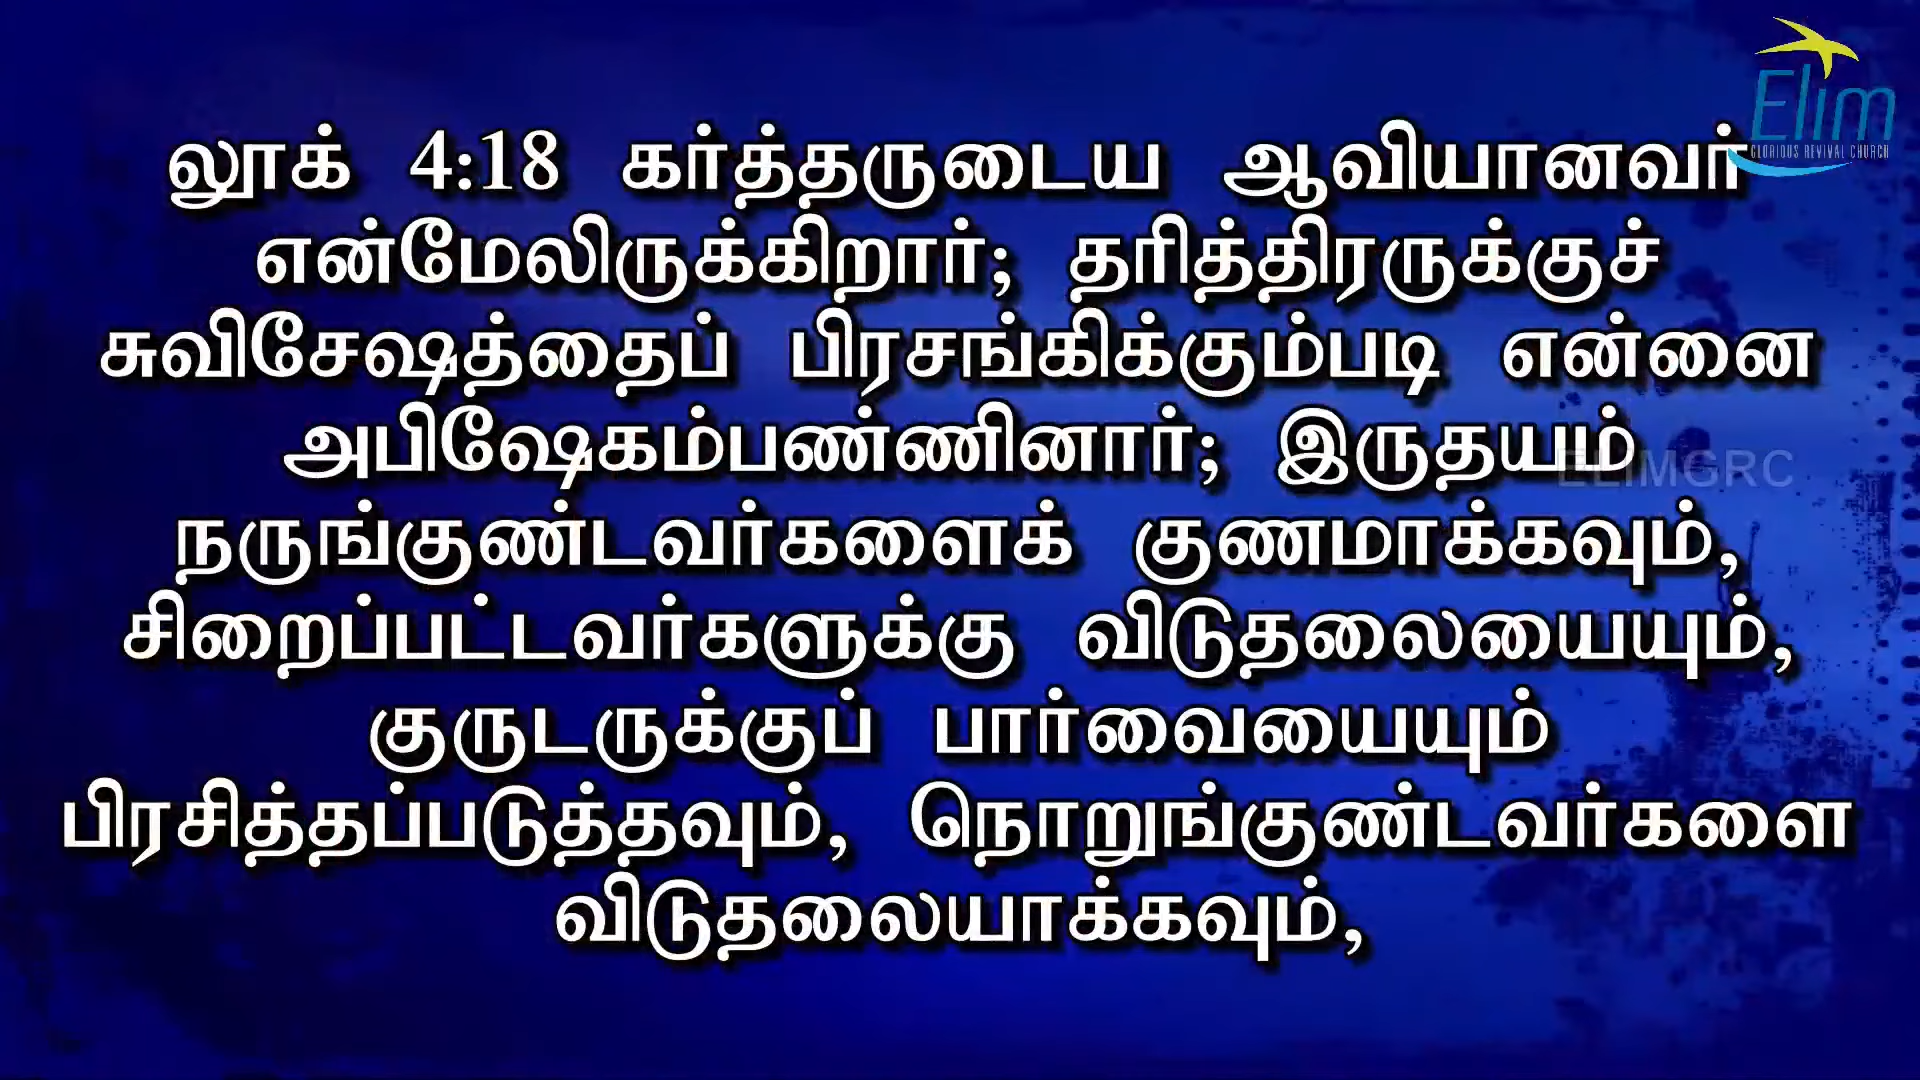 Elim
GLORIOUS REVIVAL CHURCH
லூக் 4:18 கர்த்தருடைய ஆவியானவர்
என்மேலிருக்கிறார்; தரித்திரருக்குச்
சுவிசேஷத்தைப் பிரசங்கிக்கும்படி என்னை
அபிஷேகம்பண்ணினார்; இருதயம்
ELIMGRC
நருங்குண்டவர்களைக் குணமாக்கவும்,
சிறைப்பட்டவர்களுக்கு விடுதலையையும்,
குருடருக்குப் பார்வையையும்
பிரசித்தப்படுத்தவும், நொறுங்குண்டவர்களை
விடுதலையாக்கவும்,